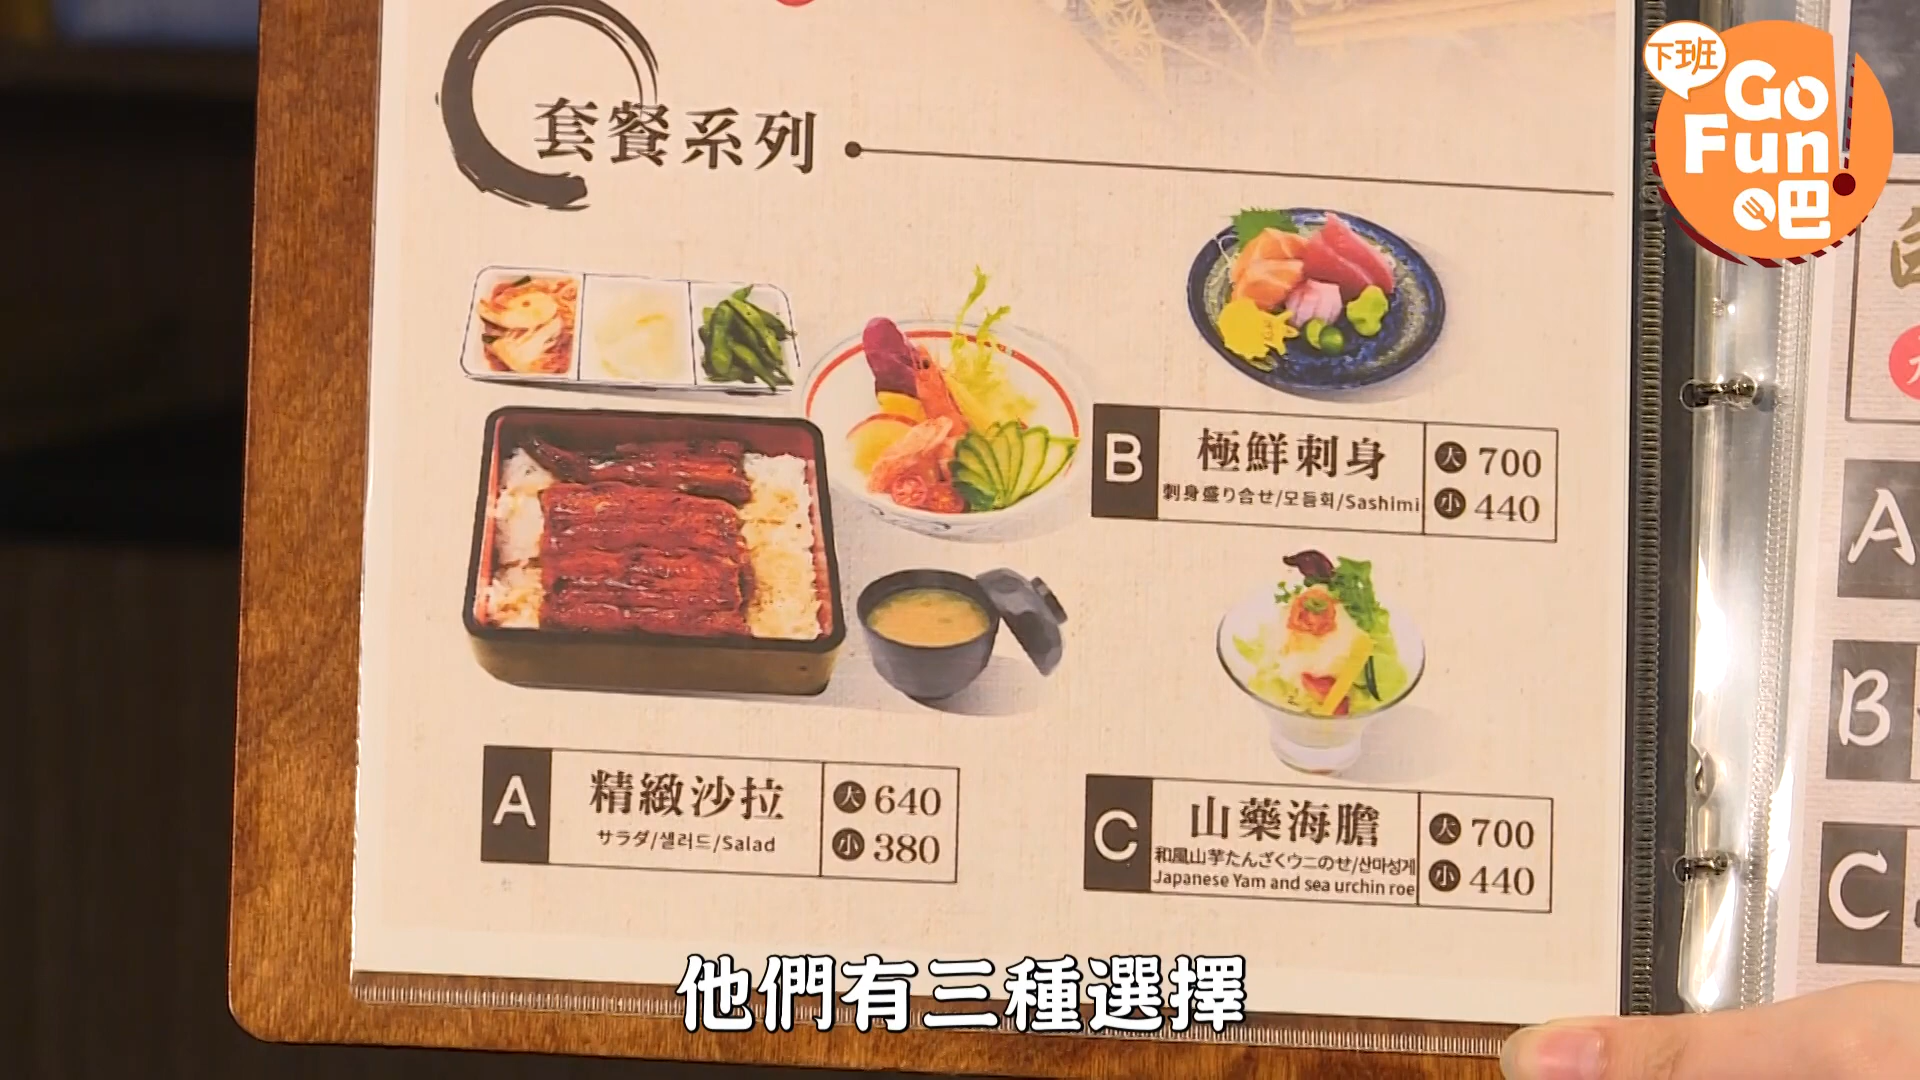 下班
Go
Fun
吧!
套餐系列
B
極鮮刺身
刺身盛り合せ/모듬회/Sashimi
大 700
小 440
A
精緻沙拉
サラダ/샐러드/Salad
大 640
小 380
C
山藥海膽
和風山芋たんざくウニのせ/산마성게
Japanese Yam and sea urchin roe
大 700
小 440
A
B
C
他們有三種選擇